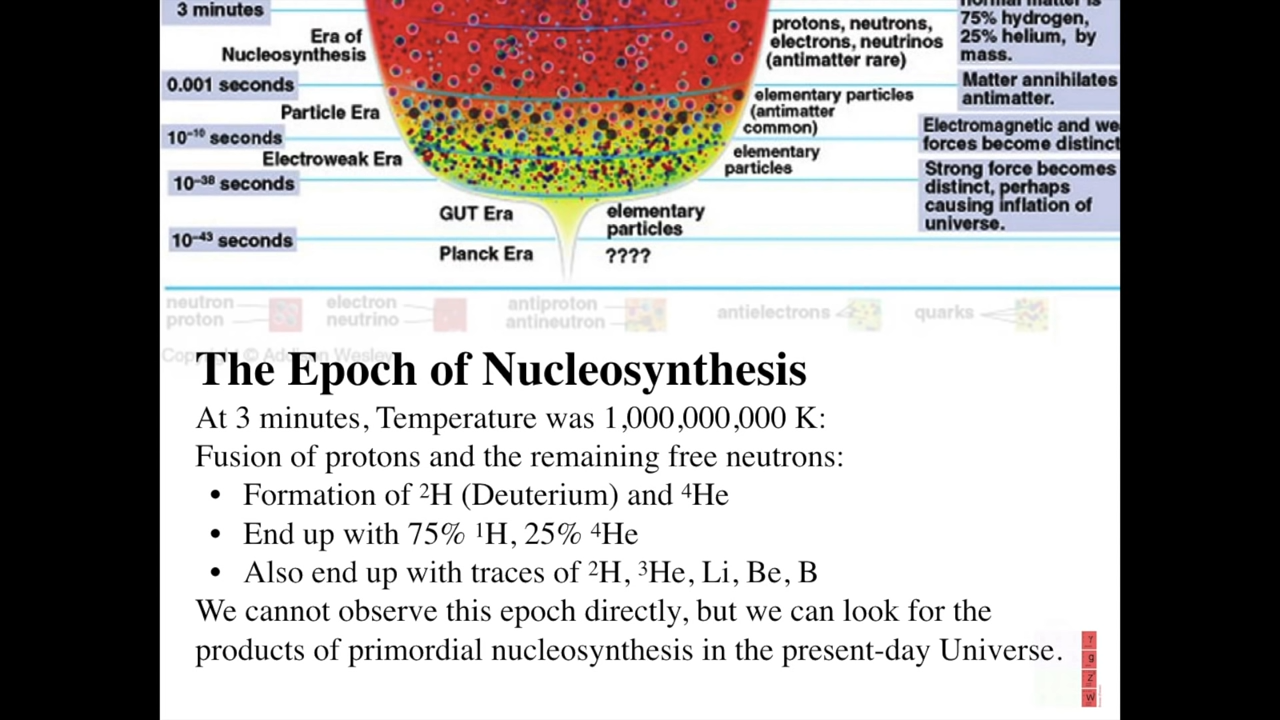 3 minutes
Era of
Nucleosynthesis
0.001 seconds
Particle Era
10⁻¹⁰ seconds
Electroweak Era
10⁻³⁸ seconds
10⁻⁴³ seconds
GUT Era
Planck Era
protons, neutrons,
electrons, neutrinos
(antimatter rare)
elementary particles
(antimatter
common)
elementary
particles
elementary
particles
????
normal matter is
75% hydrogen,
25% helium, by
mass.
Matter annihilates
antimatter.
Electromagnetic and we
forces become distinct
Strong force becomes
distinct, perhaps
causing inflation of
universe.
neutron
proton
electron
neutrino
antiproton
antineutron
antielectrons
quarks
Copyright © Addison Wesley
The Epoch of Nucleosynthesis
At 3 minutes, Temperature was 1,000,000,000 K:
Fusion of protons and the remaining free neutrons:
• Formation of ²H (Deuterium) and ⁴He
• End up with 75% ¹H, 25% ⁴He
• Also end up with traces of ²H, ³He, Li, Be, B
We cannot observe this epoch directly, but we can look for the
products of primordial nucleosynthesis in the present-day Universe.
g
Z
W